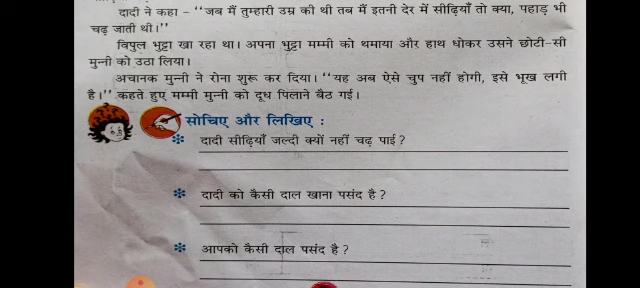 दादी ने कहा - "जब मैं तुम्हारी उम्र की थी तब मैं इतनी देर में सीढ़ियाँ तो क्या, पहाड़ भी
चढ़ जाती थी।"
विपुल भुट्टा खा रहा था। अपना भुट्टा मम्मी को थमाया और हाथ धोकर उसने छोटी-सी
मुन्नी को उठा लिया।
अचानक मुन्नी ने रोना शुरू कर दिया। "यह अब ऐसे चुप नहीं होगी, इसे भूख लगी
है।" कहते हुए मम्मी मुन्नी को दूध पिलाने बैठ गई।
सोचिए और लिखिए :
* दादी सीढ़ियाँ जल्दी क्यों नहीं चढ़ पाई?
* दादी को कैसी दाल खाना पसंद है?
* आपको कैसी दाल पसंद है?